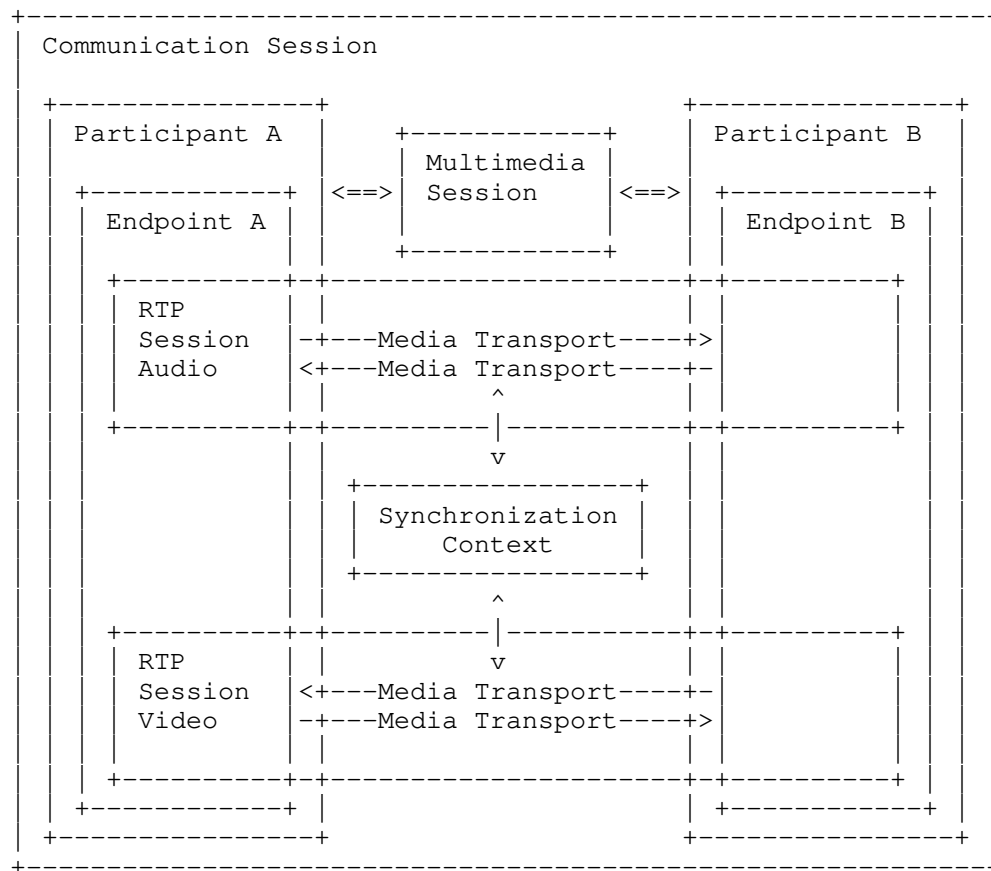 Communication Session
Participant A Participant B
Multimedia
<==> Session <==>
Endpoint A Endpoint B
RTP
Session -+---Media Transport----+>
Audio <+---Media Transport----+-
^
v
Synchronization
Context
^
v
RTP
Session <+---Media Transport----+-
Video -+---Media Transport----+>